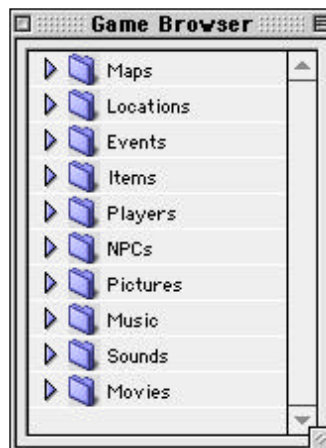 Game Browser
Maps
Locations
Events
Items
Players
NPCs
Pictures
Music
Sounds
Movies